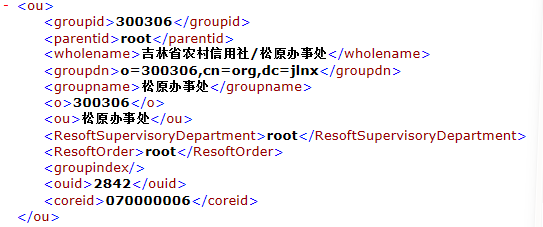 - <ou>
<groupid>300306</groupid>
<parentid>root</parentid>
<wholename>吉林省农村信用社/松原办事处</wholename>
<groupdn>o=300306,cn=org,dc=jlnx</groupdn>
<groupname>松原办事处</groupname>
<o>300306</o>
<ou>松原办事处</ou>
<ResoftSupervisoryDepartment>root</ResoftSupervisoryDepartment>
<ResoftOrder>root</ResoftOrder>
<groupindex/>
<ouid>2842</ouid>
<coreid>070000006</coreid>
</ou>